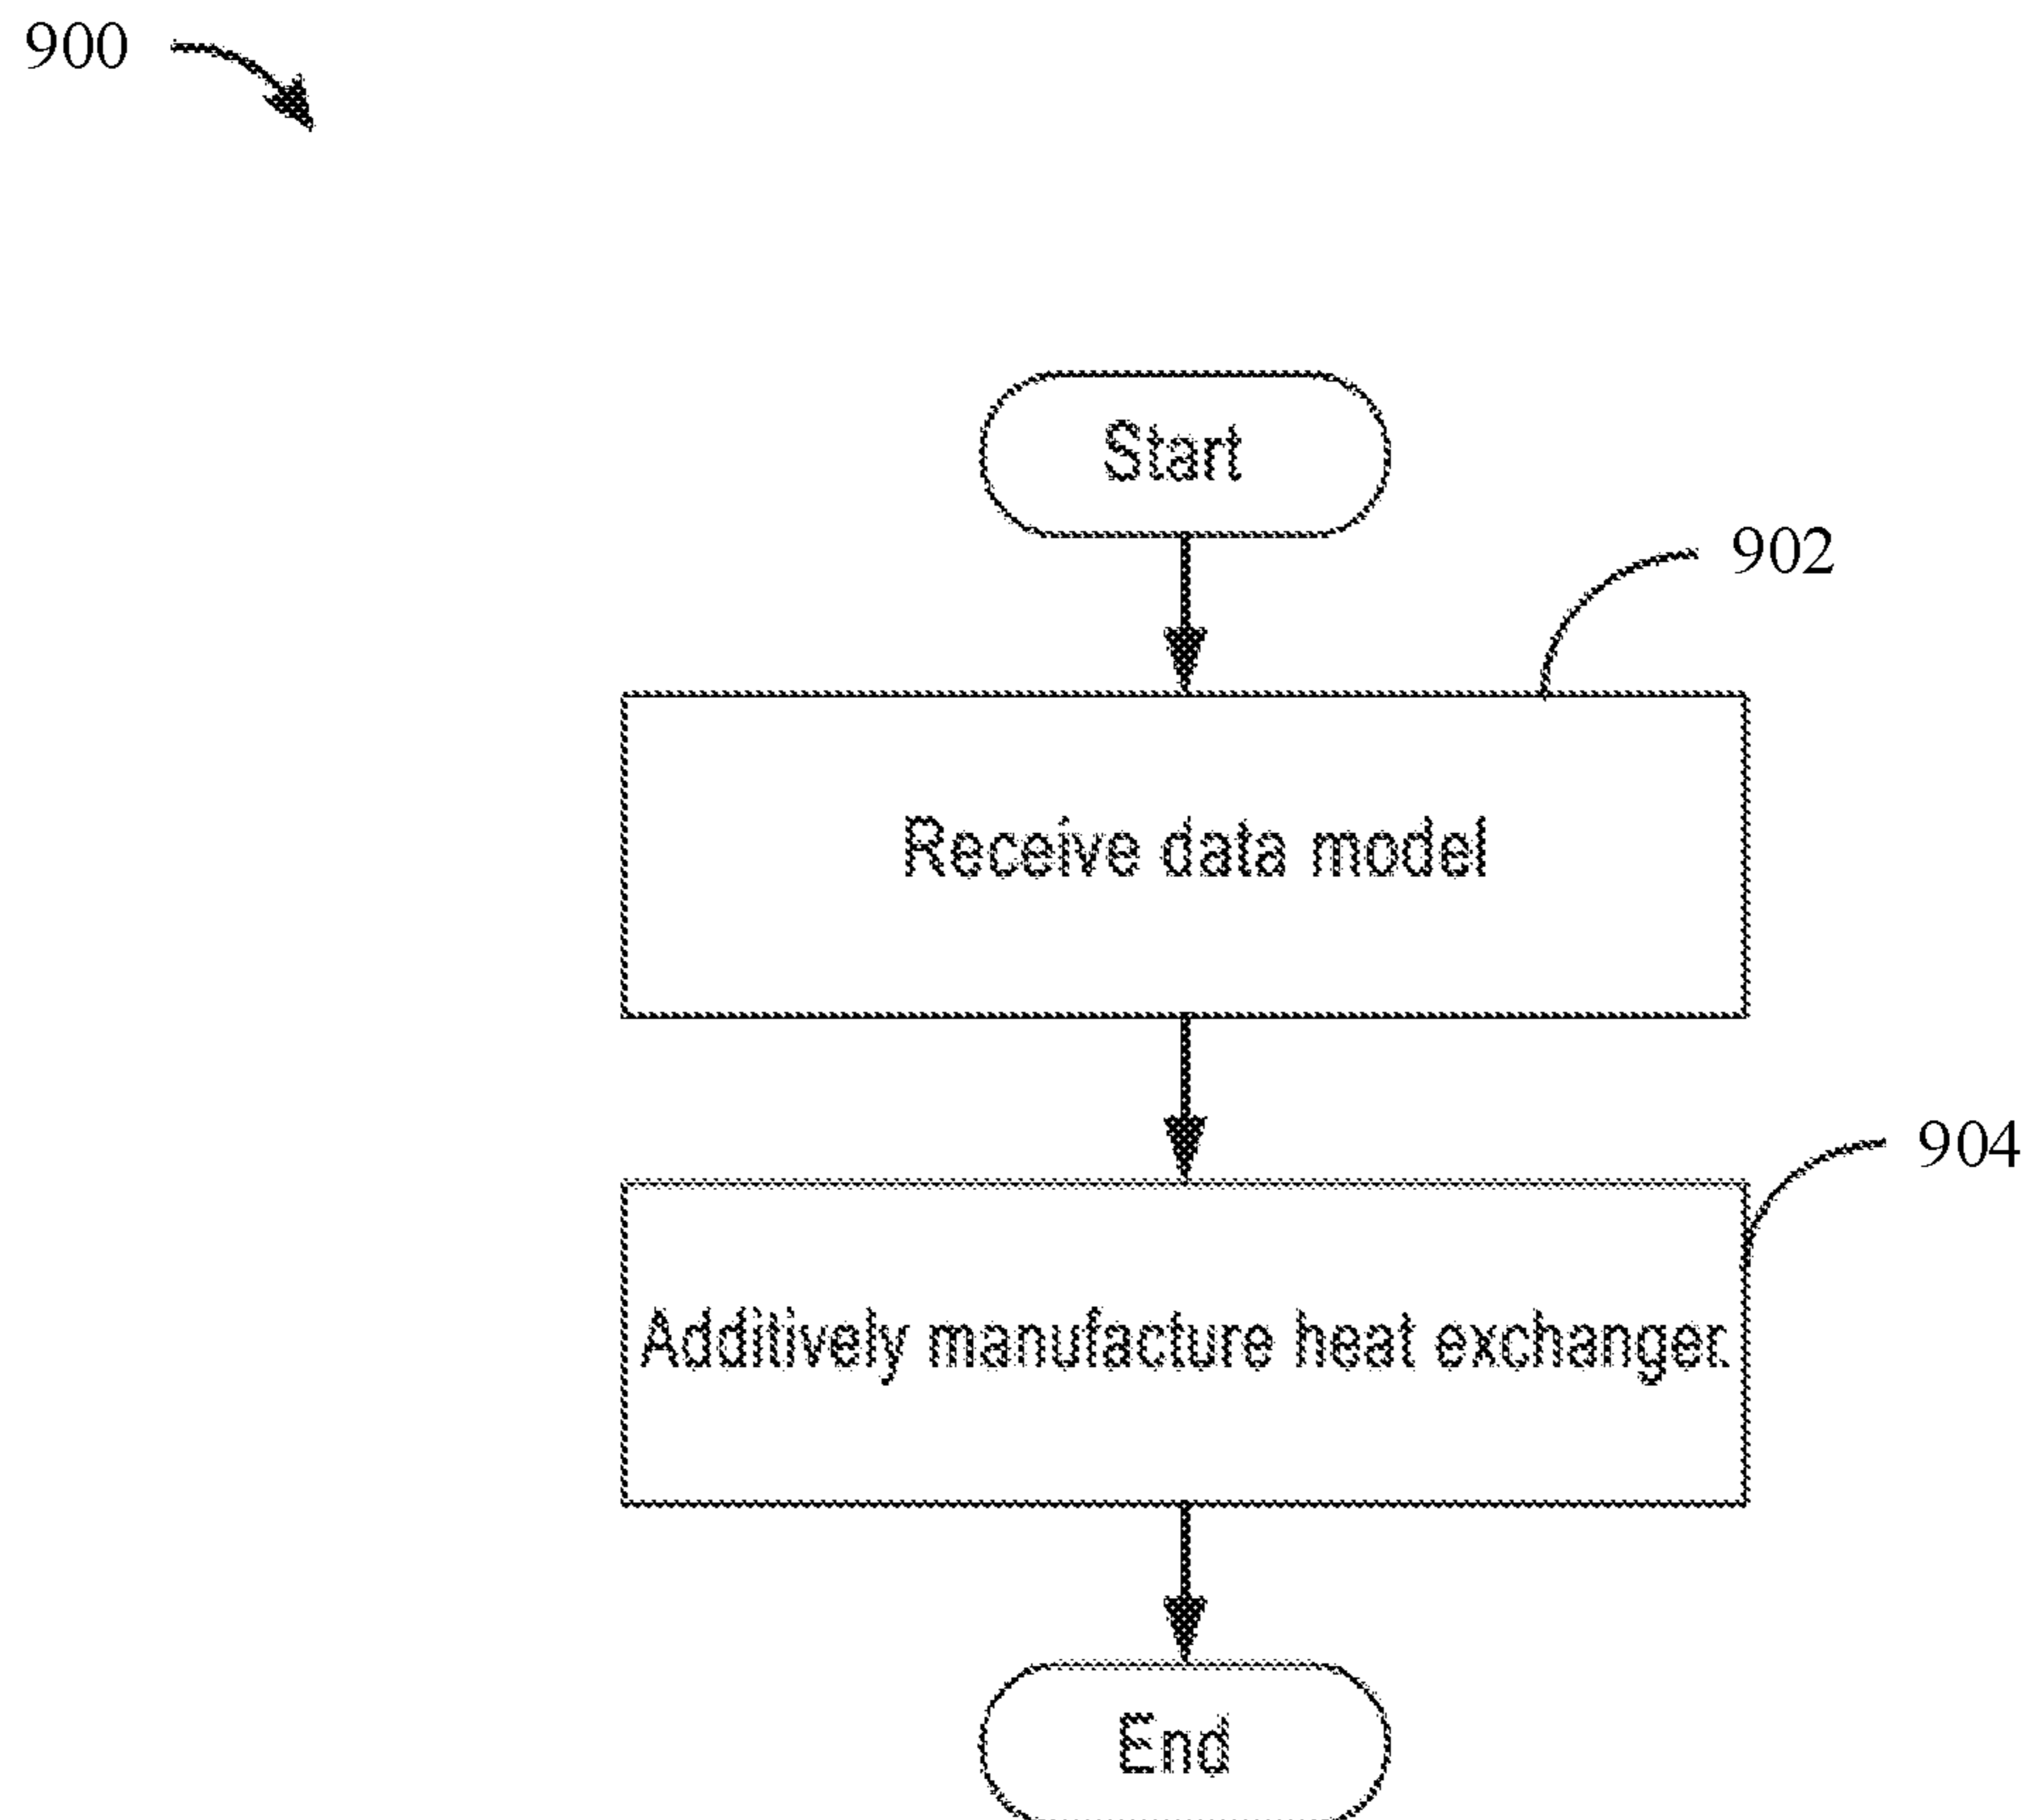 900
Start
902
Receive data model
904
Additively manufacture heat exchanger.
End